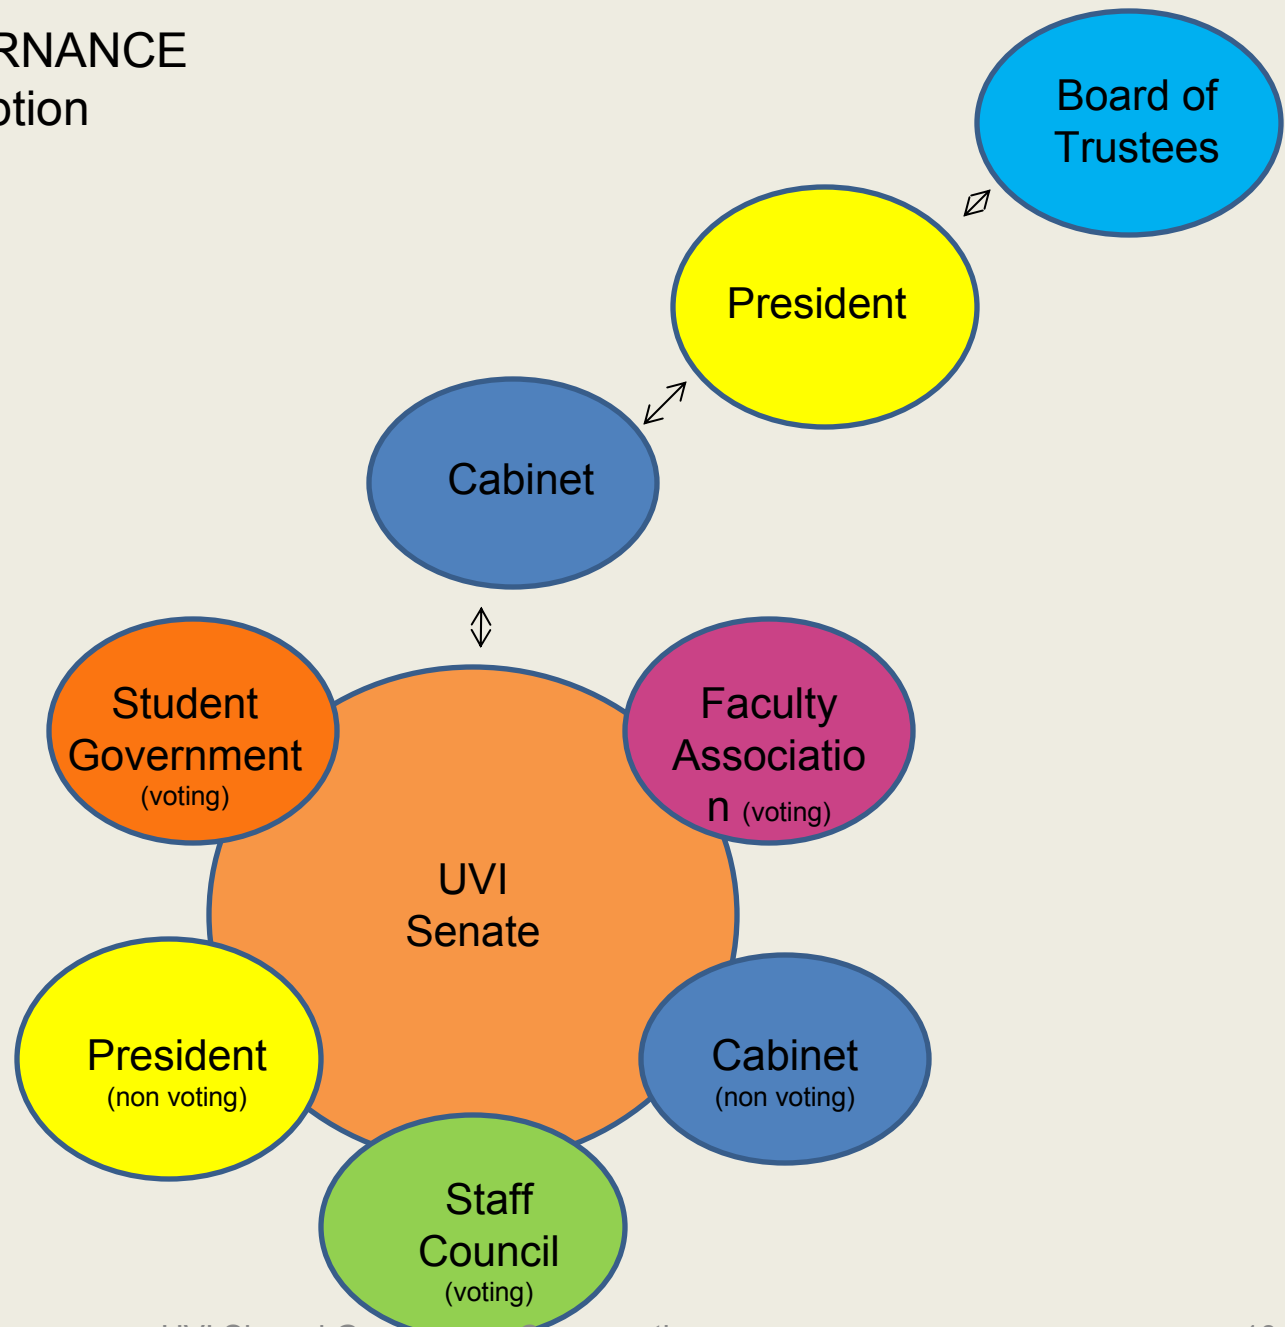 RNANCE
ption
Board of
Trustees
President
Cabinet
Student
Government
(voting)
Faculty
Associatio
n (voting)
UVI
Senate
President
(non voting)
Cabinet
(non voting)
Staff
Council
(voting)